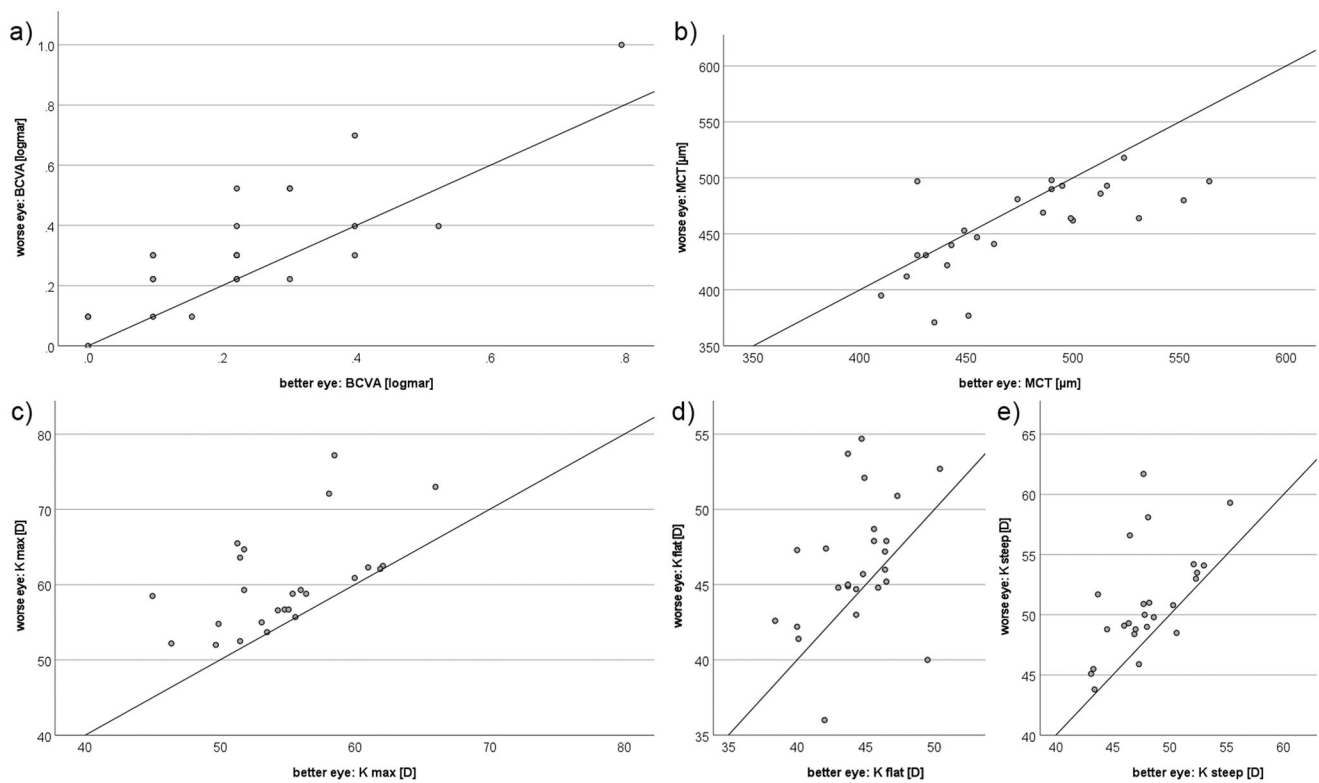 a)
worse eye: BCVA [logmar]
1.0
.8
.6
.4
.2
.0
.0 .2 .4 .6 .8
better eye: BCVA [logmar]
b)
worse eye: MCT [µm]
600
550
500
450
400
350
350 400 450 500 550 600
better eye: MCT [µm]
c)
worse eye: K max [D]
80
70
60
50
40
40 50 60 70 80
better eye: K max [D]
d)
worse eye: K flat [D]
55
50
45
40
35
35 40 45 50
better eye: K flat [D]
e)
worse eye: K steep [D]
65
60
55
50
45
40
40 45 50 55 60
better eye: K steep [D]